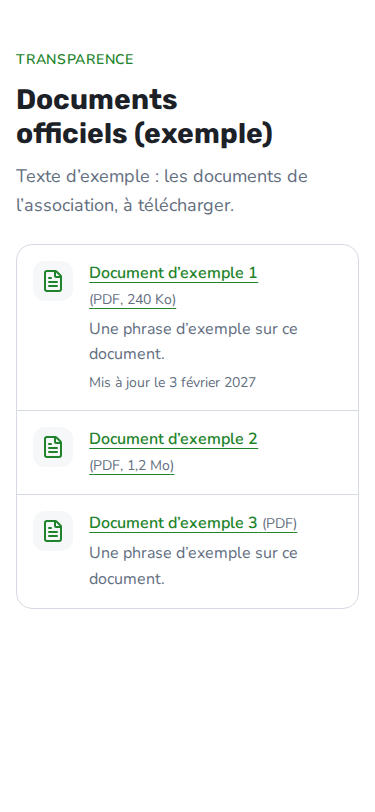 TRANSPARENCE
Documents
officiels (exemple)
Texte d’exemple : les documents de
l’association, à télécharger.
Document d’exemple 1
(PDF, 240 Ko)
Une phrase d’exemple sur ce
document.
Mis à jour le 3 février 2027
Document d’exemple 2
(PDF, 1,2 Mo)
Document d’exemple 3 (PDF)
Une phrase d’exemple sur ce
document.